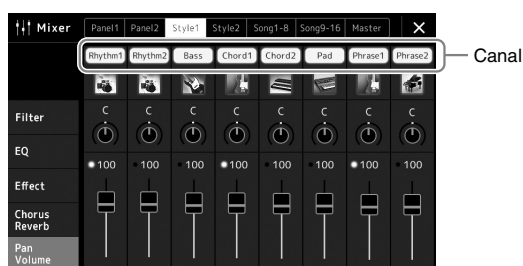 Mixer Panel1 Panel2 Style1 Style2 Song1-8 Song9-16 Master ×
Rhythm1 Rhythm2 Bass Chord1 Chord2 Pad Phrase1 Phrase2 Canal
Filter C C C C C C C C
EQ
100 100 100 100 100 100 100 100
Effect
Chorus
Reverb
Pan
Volume